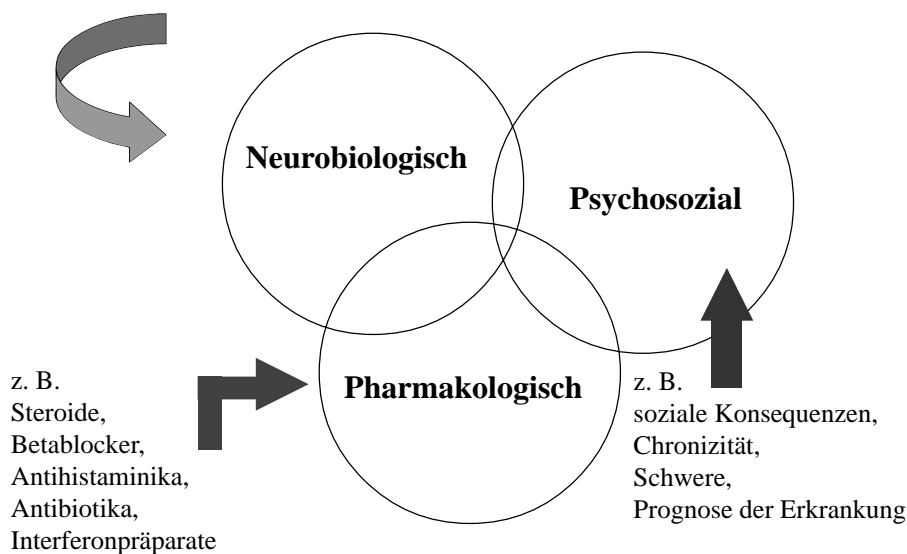 Neurobiologisch
Psychosozial
Pharmakologisch
z. B.
Steroide,
Betablocker,
Antihistaminika,
Antibiotika,
Interferonpräparate
z. B.
soziale Konsequenzen,
Chronizität,
Schwere,
Prognose der Erkrankung